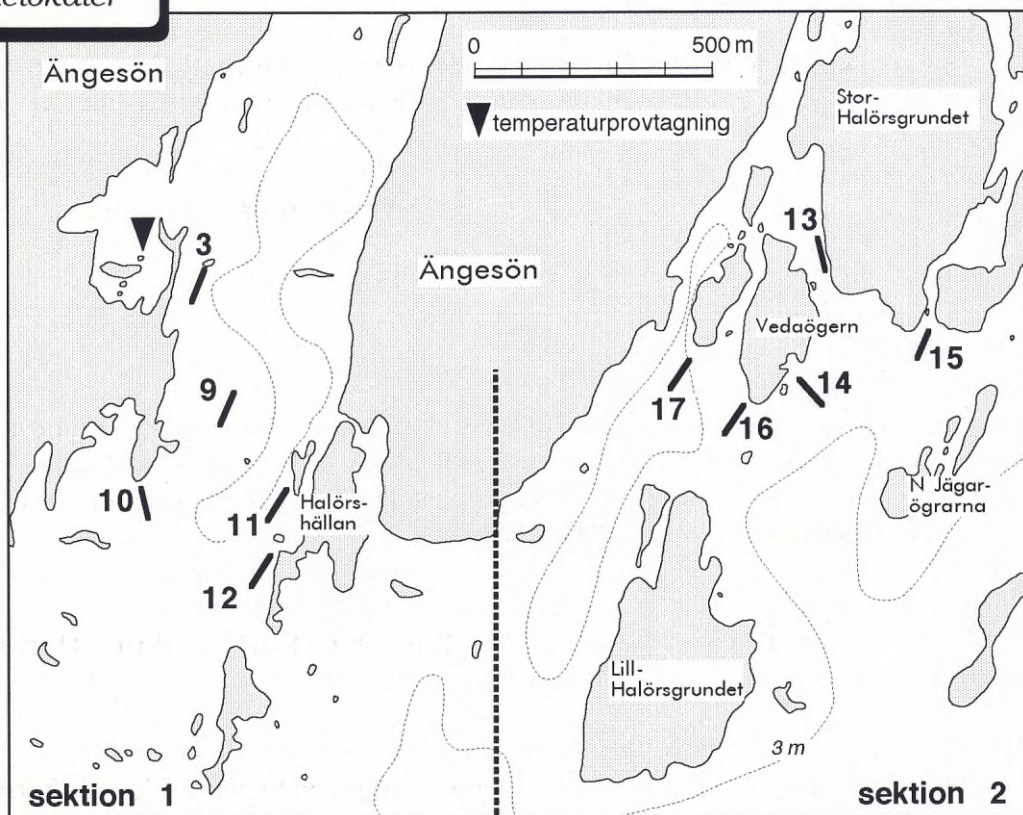 Ängesön
0 500 m
temperaturprovtagning
Stor-
Halörsgrundet
3
13
Ängesön
Vedaögern
15
9
14
17
16
10
11
Halörs-
hällan
N Jägar-
ögrarna
12
Lill-
Halörsgrundet
3 m
sektion 1
sektion 2